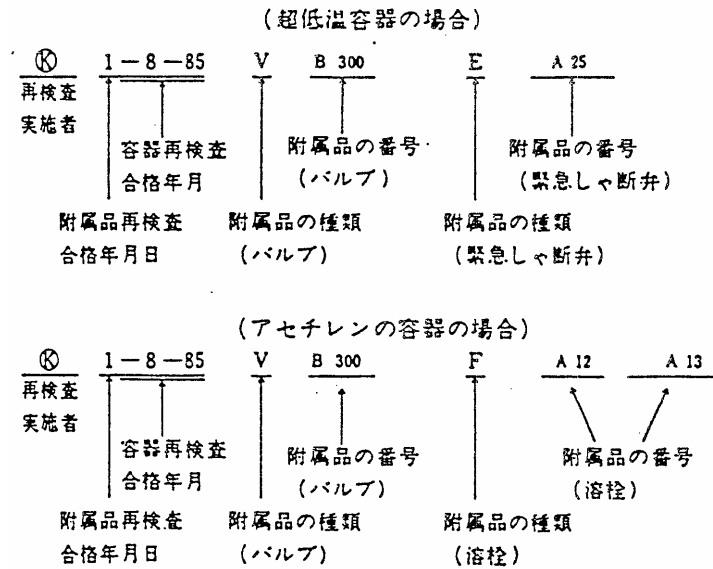 (超低温容器の場合)
Ⓚ 1－8－85 V B 300 E A 25
再検査
実施者
容器再検査
合格年月
附属品の番号
(バルブ)
附属品の番号
(緊急しゃ断弁)
附属品再検査
合格年月日
附属品の種類
(バルブ)
附属品の種類
(緊急しゃ断弁)
(アセチレンの容器の場合)
Ⓚ 1－8－85 V B 300 F A 12 A 13
再検査
実施者
容器再検査
合格年月
附属品の番号
(バルブ)
附属品の番号
(溶栓)
附属品再検査
合格年月日
附属品の種類
(バルブ)
附属品の種類
(溶栓)